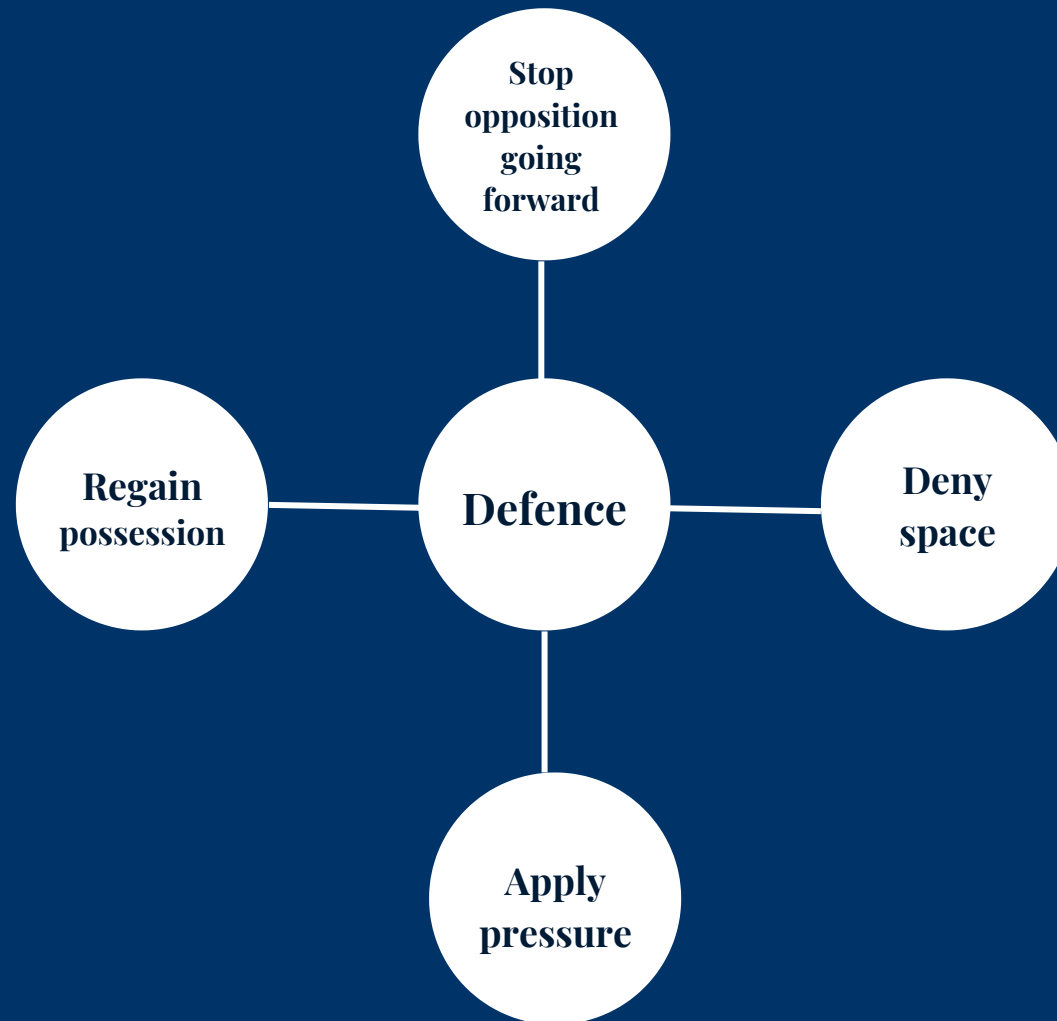 Stop
opposition
going
forward
Regain
possession
Defence
Deny
space
Apply
pressure